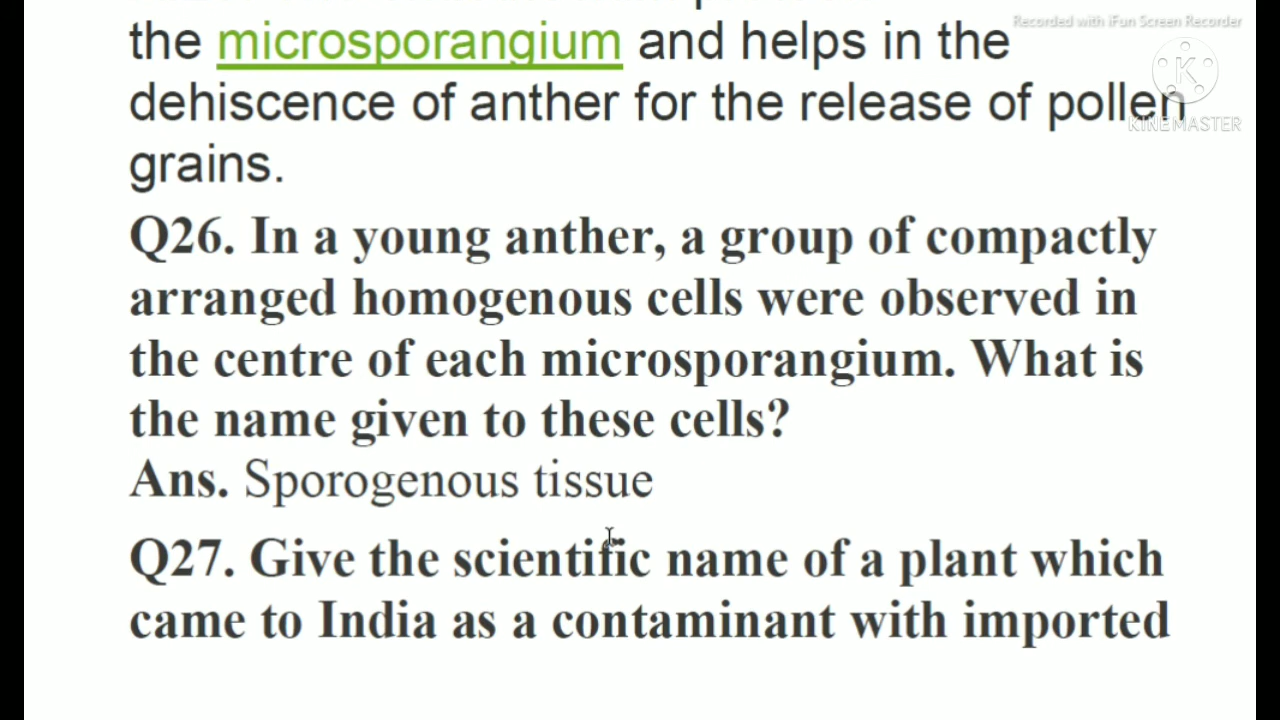 Recorded with iFun Screen Recorder
the microsporangium and helps in the
dehiscence of anther for the release of pollen
K
KINEMASTER
grains.
Q26. In a young anther, a group of compactly
arranged homogenous cells were observed in
the centre of each microsporangium. What is
the name given to these cells?
Ans. Sporogenous tissue
Q27. Give the scientific name of a plant which
came to India as a contaminant with imported